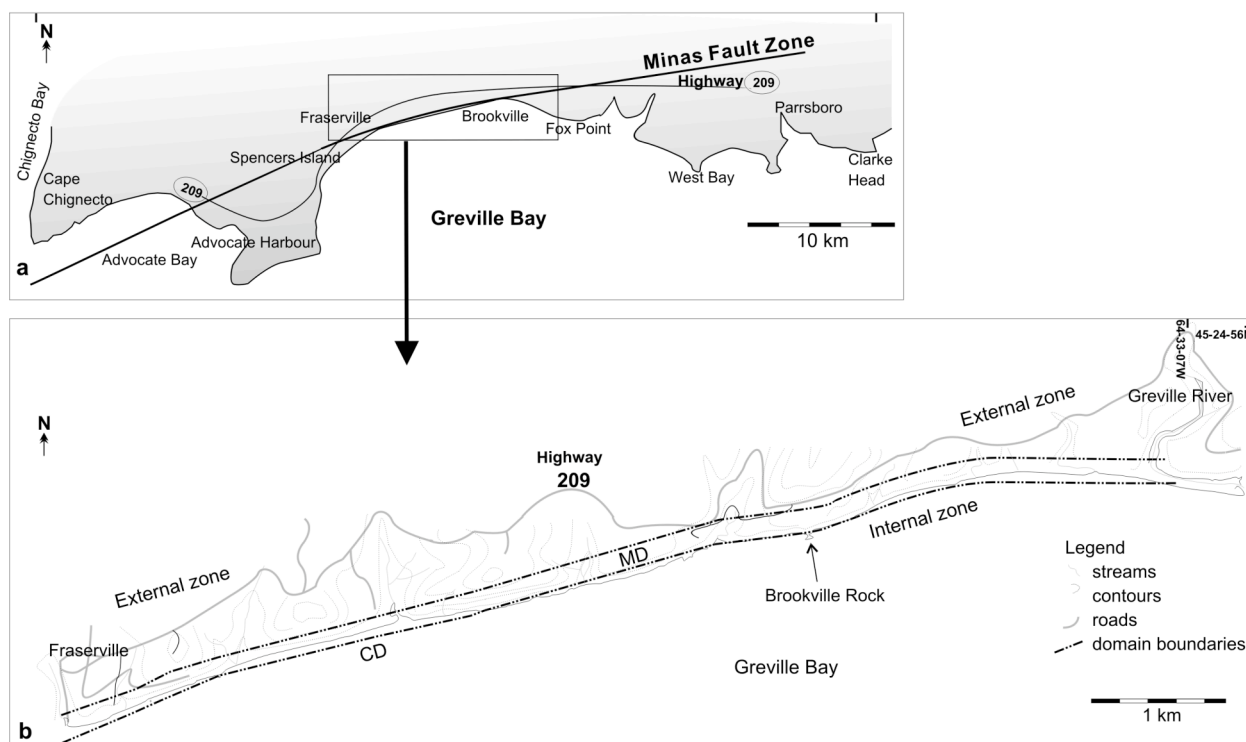 N
Minas Fault Zone
Highway 209
Chignecto Bay
Fraserville
Brookville
Parrsboro
Fox Point
Spencers Island
Clarke
Head
Cape
Chignecto
209
West Bay
Greville Bay
10 km
Advocate Harbour
Advocate Bay
a
64-33-07W
45-24-56
Greville River
External zone
N
Highway
209
Internal zone
MD
Legend
streams
External zone
contours
Brookville Rock
roads
Fraserville
domain boundaries
CD
Greville Bay
1 km
b